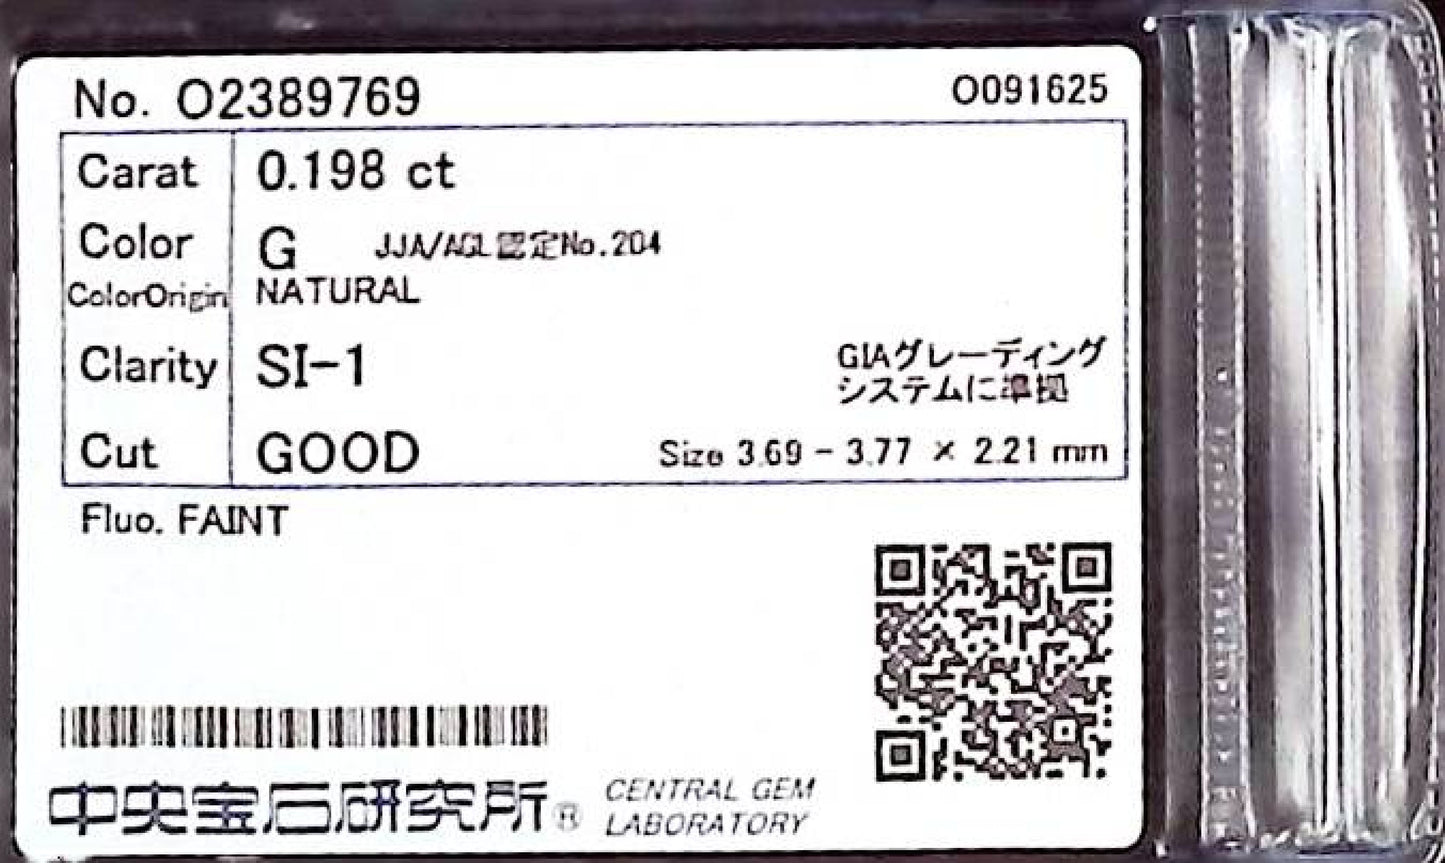 No. O2389769 O091625
Carat 0.198 ct
Color G JJA/AGL認定No.204
ColorOrigin NATURAL
Clarity SI-1 GIAグレーディング
システムに準拠
Cut GOOD Size 3.69 - 3.77 × 2.21 mm
Fluo. FAINT
中央宝石研究所® CENTRAL GEM
LABORATORY